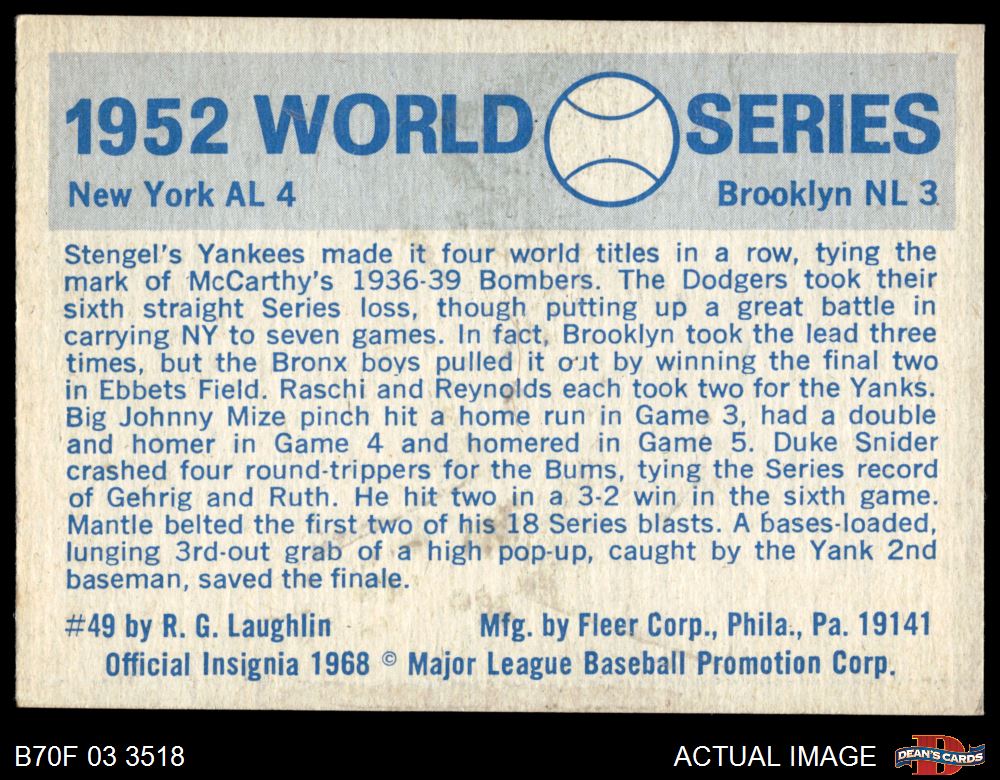 1952 WORLD SERIES
New York AL 4 Brooklyn NL 3
Stengel's Yankees made it four world titles in a row, tying the
mark of McCarthy's 1936-39 Bombers. The Dodgers took their
sixth straight Series loss, though putting up a great battle in
carrying NY to seven games. In fact, Brooklyn took the lead three
times, but the Bronx boys pulled it out by winning the final two
in Ebbets Field. Raschi and Reynolds each took two for the Yanks.
Big Johnny Mize pinch hit a home run in Game 3, had a double
and homer in Game 4 and homered in Game 5. Duke Snider
crashed four round-trippers for the Bums, tying the Series record
of Gehrig and Ruth. He hit two in a 3-2 win in the sixth game.
Mantle belted the first two of his 18 Series blasts. A bases-loaded,
lunging 3rd-out grab of a high pop-up, caught by the Yank 2nd
baseman, saved the finale.
#49 by R. G. Laughlin Mfg. by Fleer Corp., Phila., Pa. 19141
Official Insignia 1968 © Major League Baseball Promotion Corp.
B70F 03 3518 ACTUAL IMAGE DEAN'S CARDS